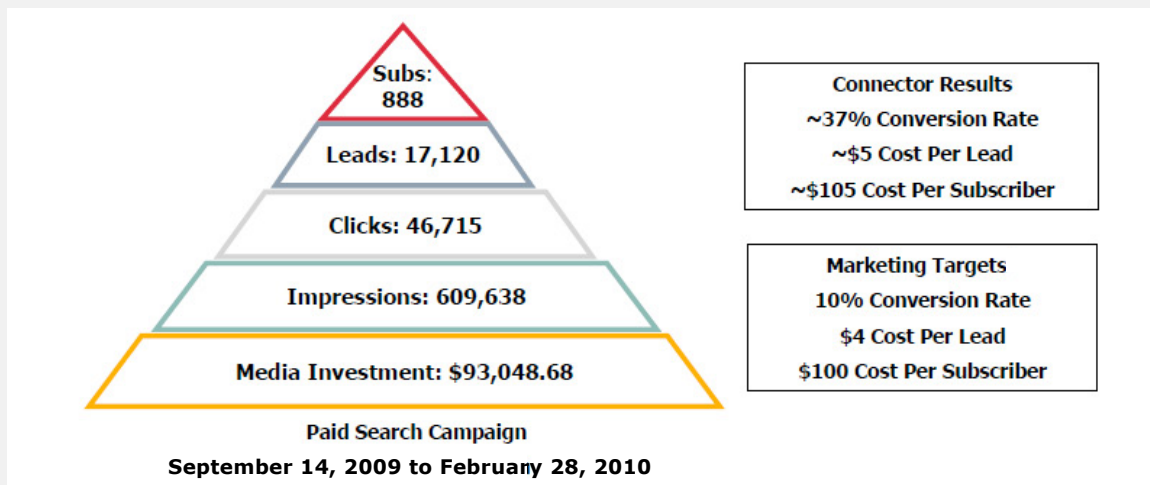 Subs:
888
Leads: 17,120
Clicks: 46,715
Impressions: 609,638
Media Investment: $93,048.68
Paid Search Campaign
September 14, 2009 to February 28, 2010
Connector Results
~37% Conversion Rate
~$5 Cost Per Lead
~$105 Cost Per Subscriber
Marketing Targets
10% Conversion Rate
$4 Cost Per Lead
$100 Cost Per Subscriber